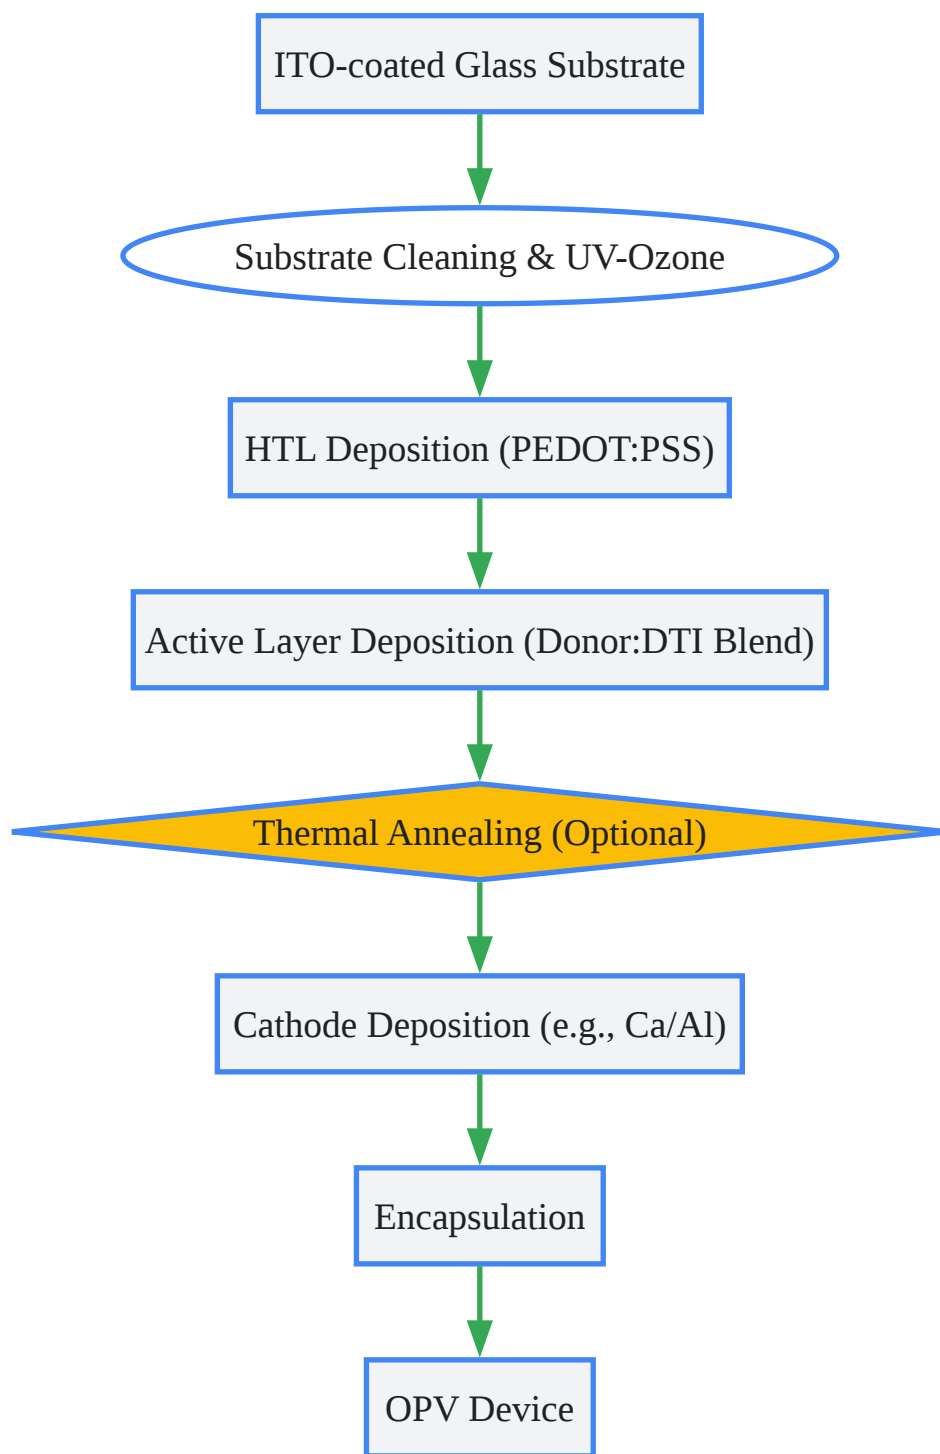 ITO-coated Glass Substrate
Substrate Cleaning & UV-Ozone
HTL Deposition (PEDOT:PSS)
Active Layer Deposition (Donor:DTI Blend)
Thermal Annealing (Optional)
Cathode Deposition (e.g., Ca/Al)
Encapsulation
OPV Device